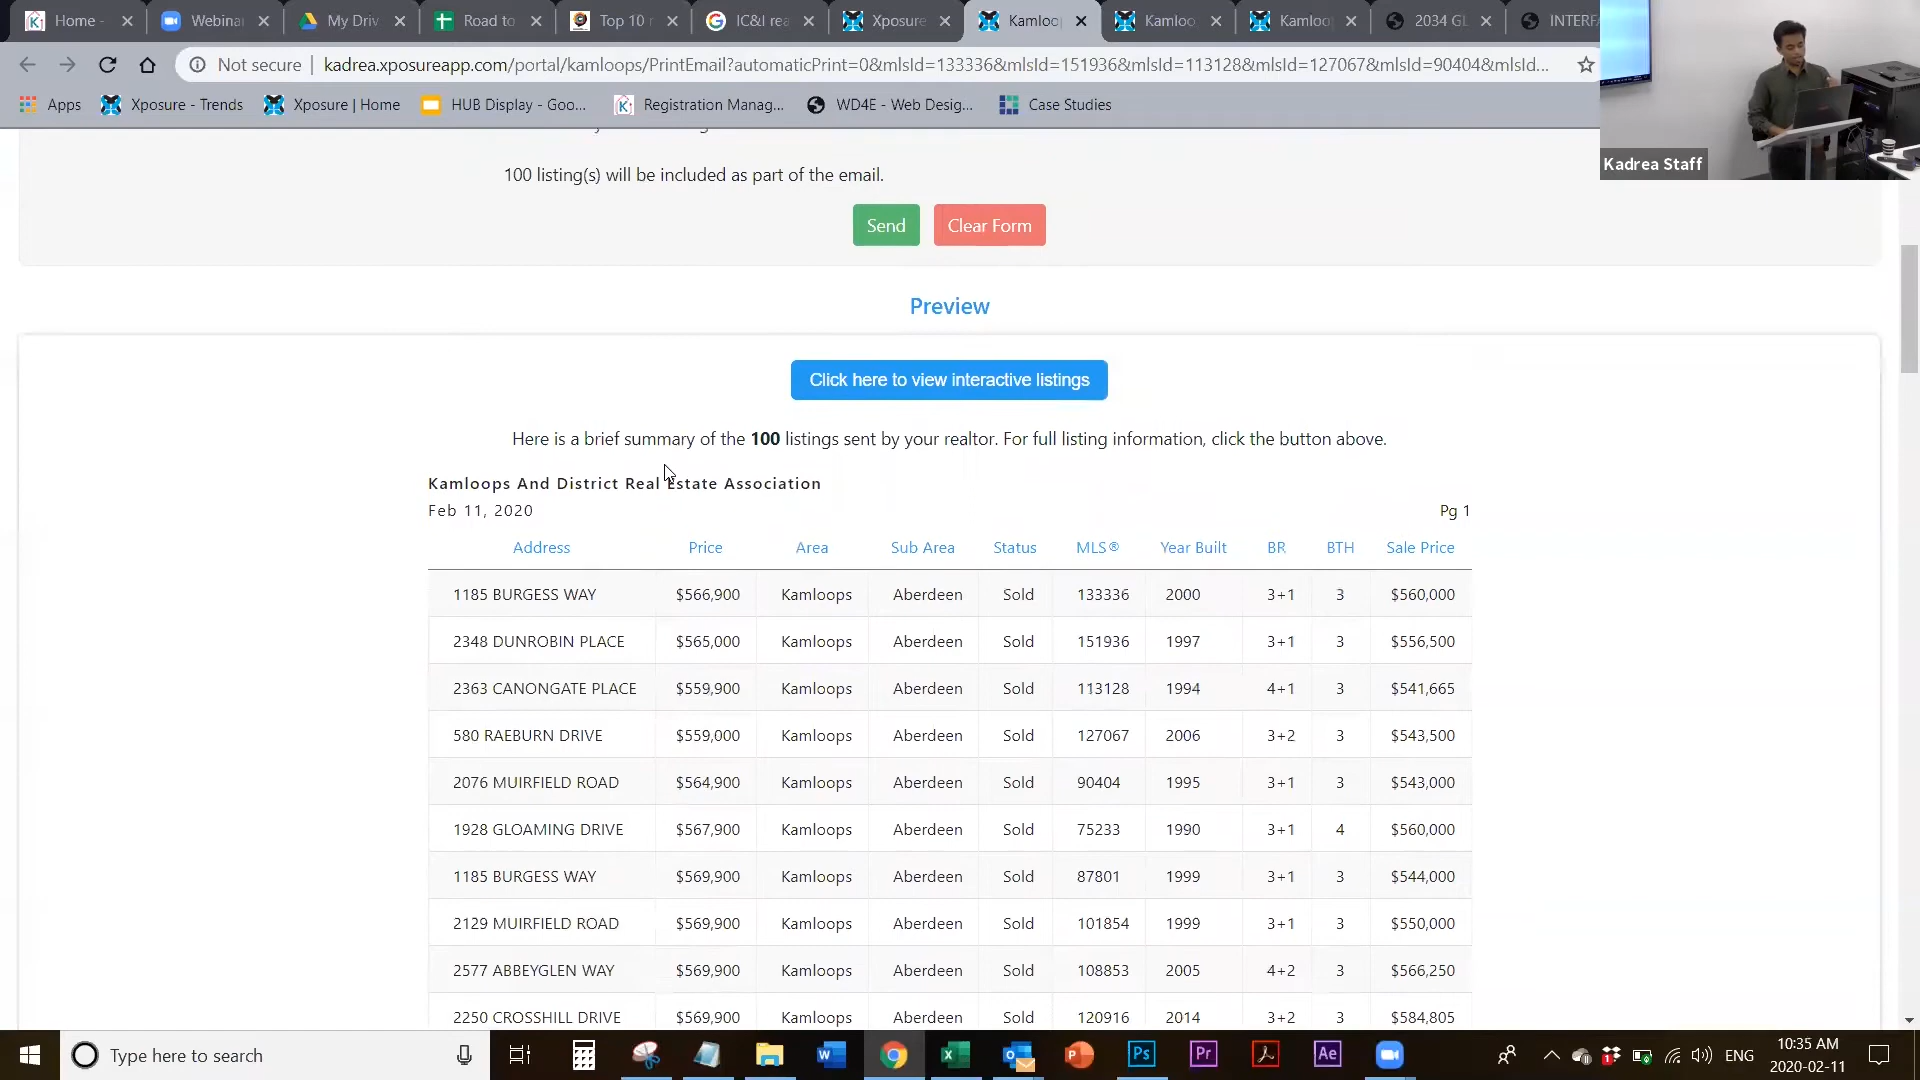 Home -
Webinar
My Driv
Road to
Top 10 r
IC&I rea
Xposure
Kamloo
Kamloo
Kamloo
2034 GL
INTERF
Not secure | kadrea.xposureapp.com/portal/kamloops/PrintEmail?automaticPrint=0&mlsId=133336&mlsId=151936&mlsId=113128&mlsId=127067&mlsId=90404&mlsId...
Apps Xposure - Trends Xposure | Home HUB Display - Goo... Registration Manag... WD4E - Web Desig... Case Studies
Kadrea Staff
100 listing(s) will be included as part of the email.
Send Clear Form
Preview
Click here to view interactive listings
Here is a brief summary of the 100 listings sent by your realtor. For full listing information, click the button above.
Kamloops And District Real Estate Association
Feb 11, 2020 Pg 1
Address Price Area Sub Area Status MLS® Year Built BR BTH Sale Price
1185 BURGESS WAY $566,900 Kamloops Aberdeen Sold 133336 2000 3+1 3 $560,000
2348 DUNROBIN PLACE $565,000 Kamloops Aberdeen Sold 151936 1997 3+1 3 $556,500
2363 CANONGATE PLACE $559,900 Kamloops Aberdeen Sold 113128 1994 4+1 3 $541,665
580 RAEBURN DRIVE $559,000 Kamloops Aberdeen Sold 127067 2006 3+2 3 $543,500
2076 MUIRFIELD ROAD $564,900 Kamloops Aberdeen Sold 90404 1995 3+1 3 $543,000
1928 GLOAMING DRIVE $567,900 Kamloops Aberdeen Sold 75233 1990 3+1 4 $560,000
1185 BURGESS WAY $569,900 Kamloops Aberdeen Sold 87801 1999 3+1 3 $544,000
2129 MUIRFIELD ROAD $569,900 Kamloops Aberdeen Sold 101854 1999 3+1 3 $550,000
2577 ABBEYGLEN WAY $569,900 Kamloops Aberdeen Sold 108853 2005 4+2 3 $566,250
2250 CROSSHILL DRIVE $569,900 Kamloops Aberdeen Sold 120916 2014 3+2 3 $584,805
Type here to search
ENG
10:35 AM
2020-02-11